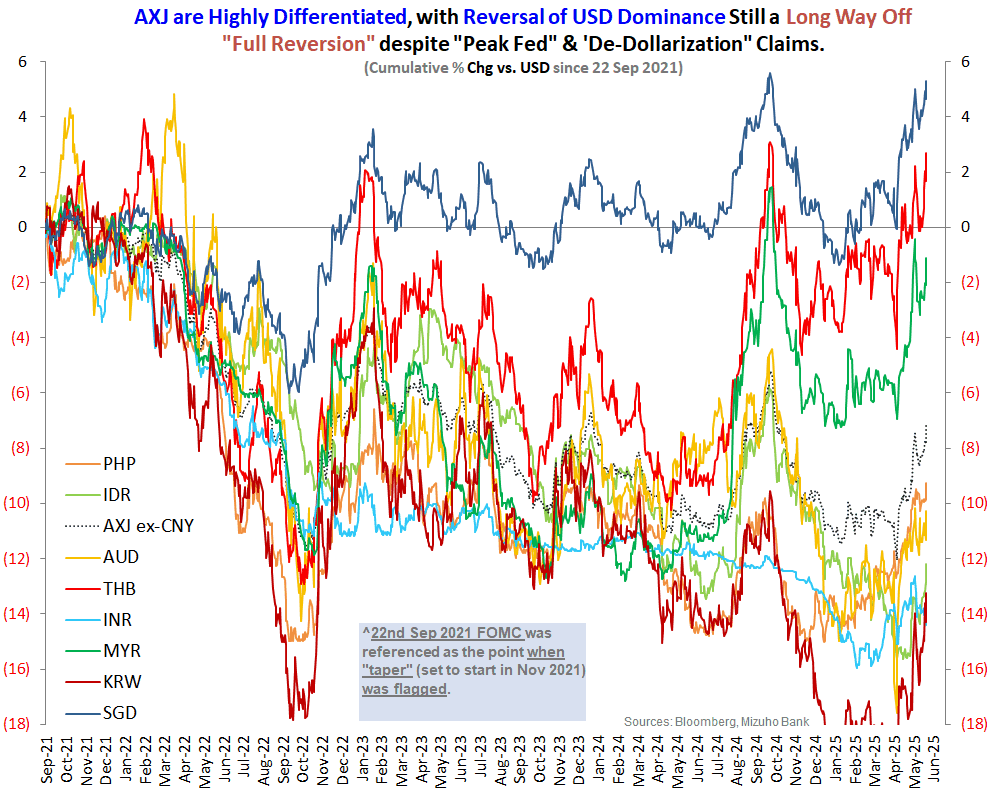 AXJ are Highly Differentiated, with Reversal of USD Dominance Still a Long Way Off
"Full Reversion" despite "Peak Fed" & 'De-Dollarization" Claims.
(Cumulative % Chg vs. USD since 22 Sep 2021)
6
4
2
0
(2)
(4)
(6)
(8)
(10)
(12)
(14)
(16)
(18)
6
4
2
0
(2)
(4)
(6)
(8)
(10)
(12)
(14)
(16)
(18)
PHP
IDR
AXJ ex-CNY
AUD
THB
INR
MYR
KRW
SGD
^22nd Sep 2021 FOMC was
referenced as the point when
"taper" (set to start in Nov 2021)
was flagged.
Sources: Bloomberg, Mizuho Bank
Sep-21
Oct-21
Nov-21
Dec-21
Jan-22
Feb-22
Mar-22
Apr-22
May-22
Jun-22
Jul-22
Aug-22
Sep-22
Oct-22
Nov-22
Dec-22
Jan-23
Feb-23
Mar-23
Apr-23
May-23
Jun-23
Jul-23
Aug-23
Sep-23
Oct-23
Nov-23
Dec-23
Jan-24
Feb-24
Mar-24
Apr-24
May-24
Jun-24
Jul-24
Aug-24
Sep-24
Oct-24
Nov-24
Dec-24
Jan-25
Feb-25
Mar-25
Apr-25
May-25
Jun-25